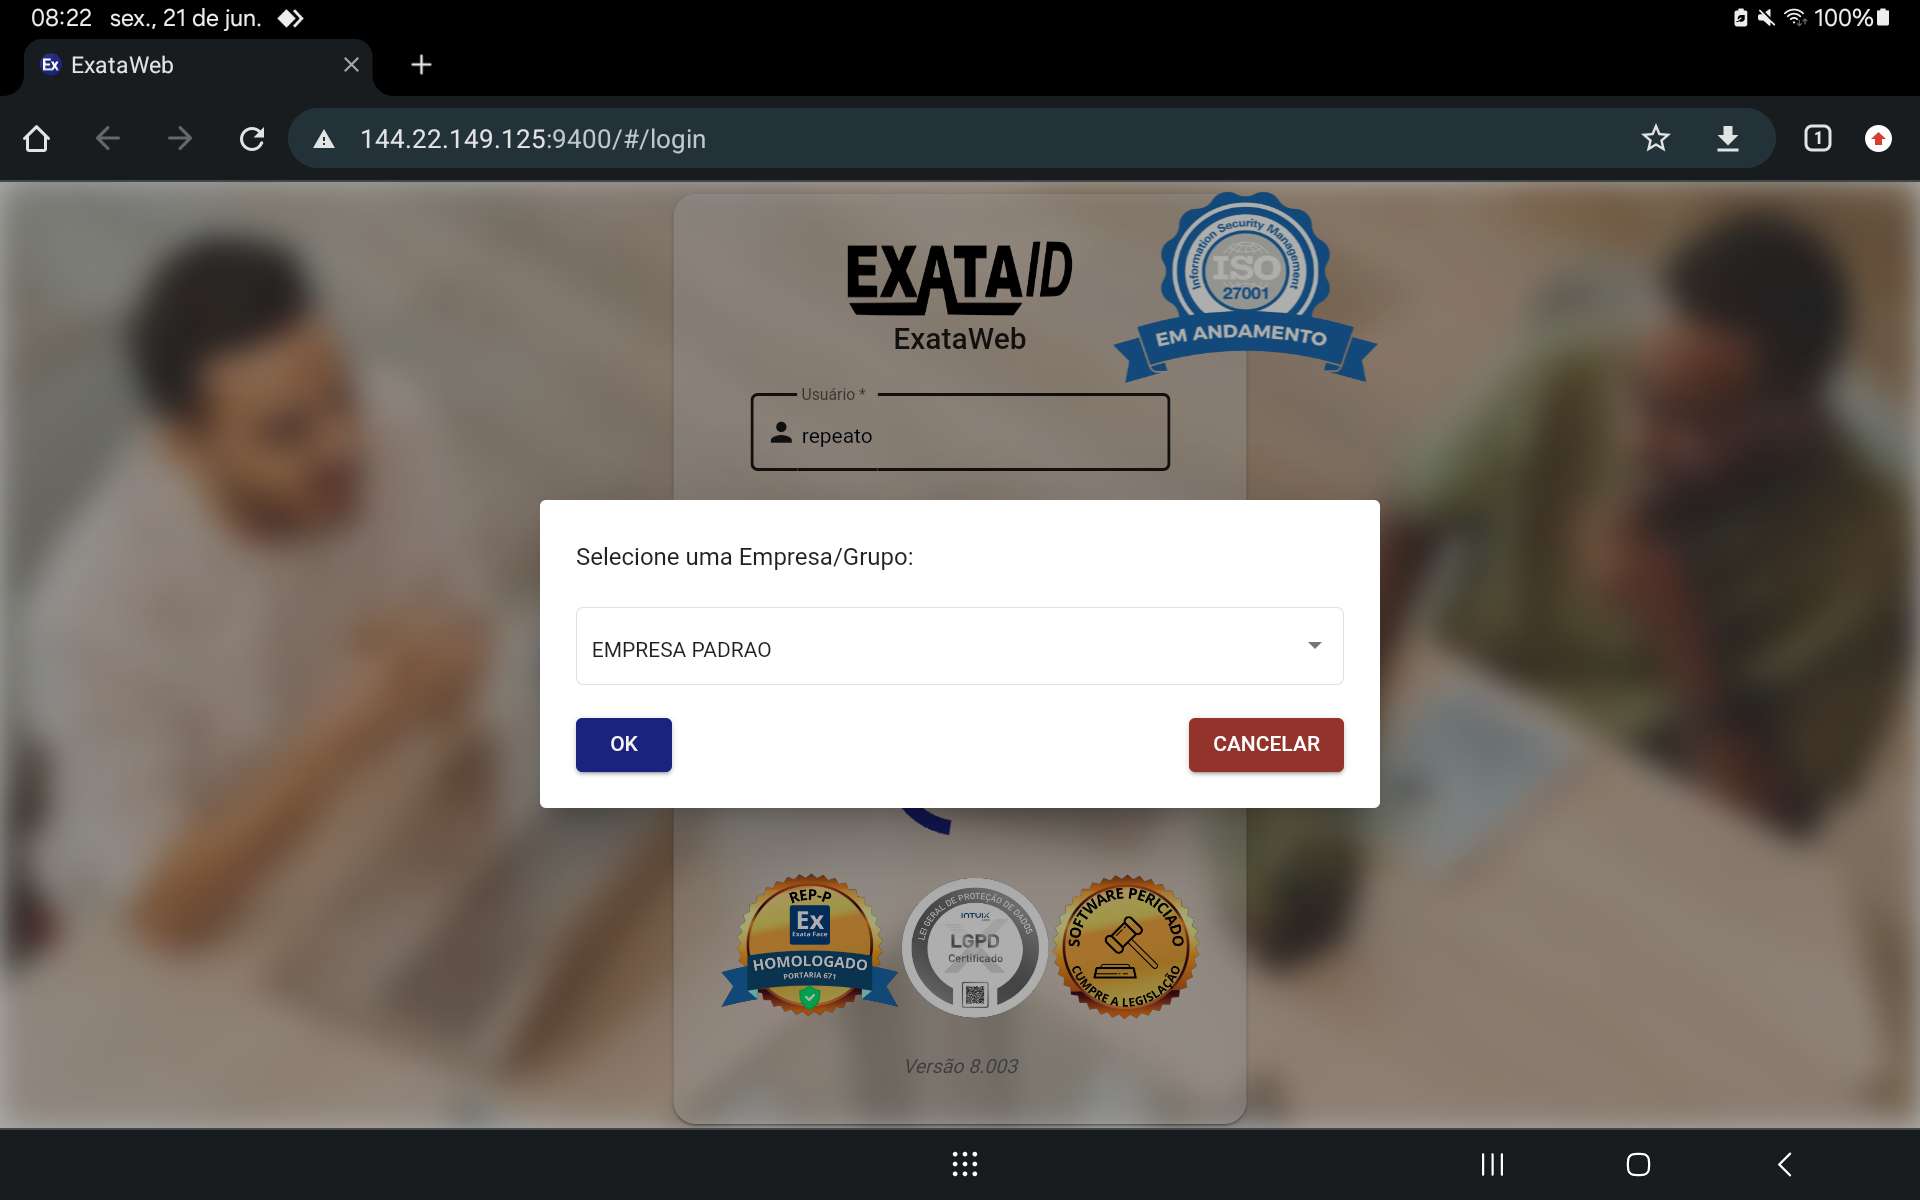 08:22 sex., 21 de jun. 100%
Ex ExataWeb
144.22.149.125:9400/#/login 1
EXATAID
ExataWeb
Information Security Management
ISO
27001
EM ANDAMENTO
Usuário *
repeato
Selecione uma Empresa/Grupo:
EMPRESA PADRAO
OK CANCELAR
REP-P
Ex
Exata Face
HOMOLOGADO
PORTARIA 671
LEI GERAL DE PROTEÇÃO DE DADOS
INTUIX
LGPD
Certificado
SOFTWARE PERICIADO
CUMPRE A LEGISLAÇÃO
Versão 8.003